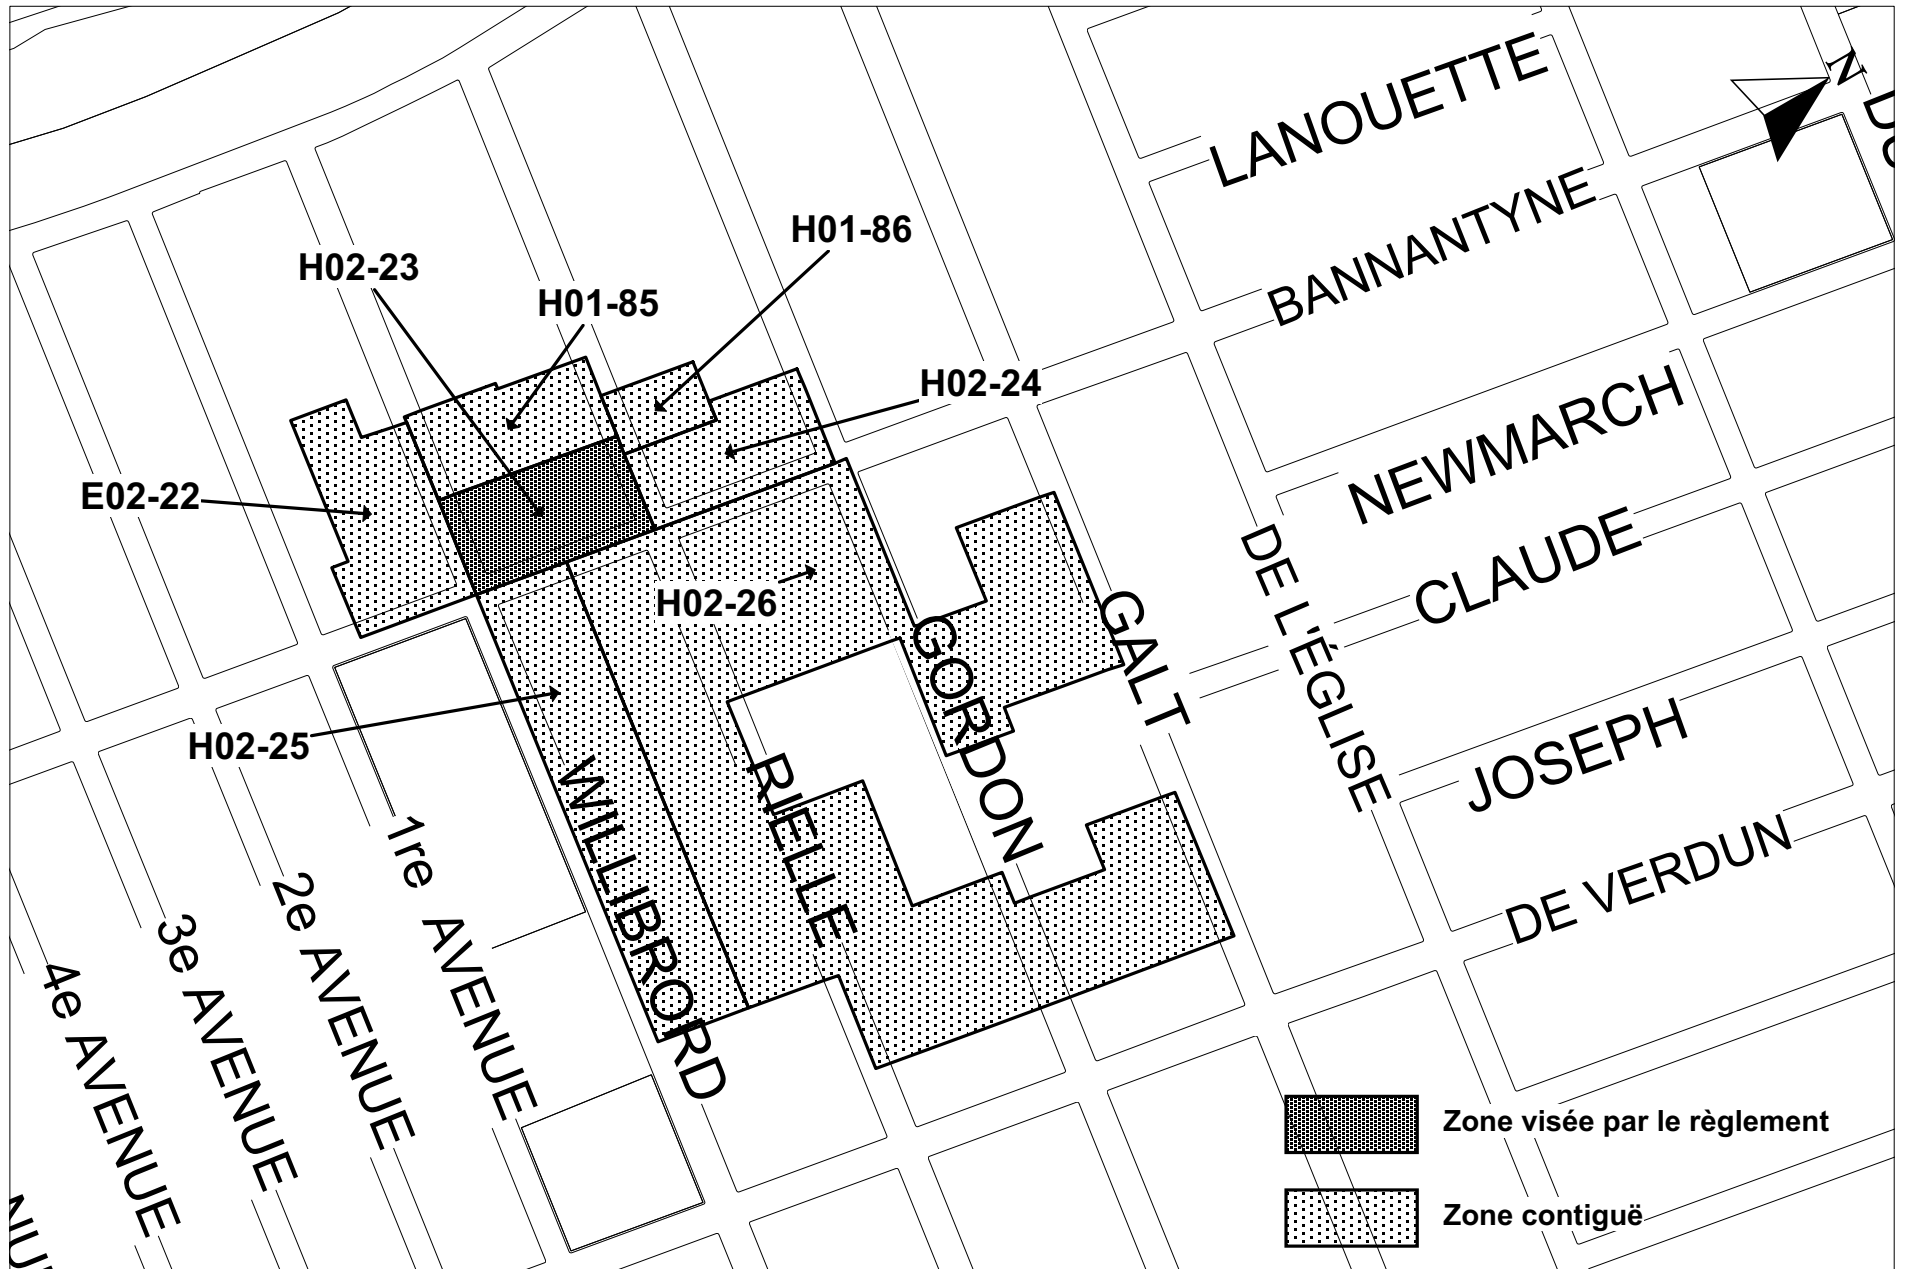 LANOUETTE
N
BANNANTYNE
H01-86
H02-23
H01-85
H02-24
NEWMARCH
E02-22
CLAUDE
DE L'ÉGLISE
H02-26
GALT
GORDON
H02-25
JOSEPH
WILLIBRORD
RIELLE
DE VERDUN
1re AVENUE
2e AVENUE
3e AVENUE
4e AVENUE
Zone visée par le règlement
Zone contiguë